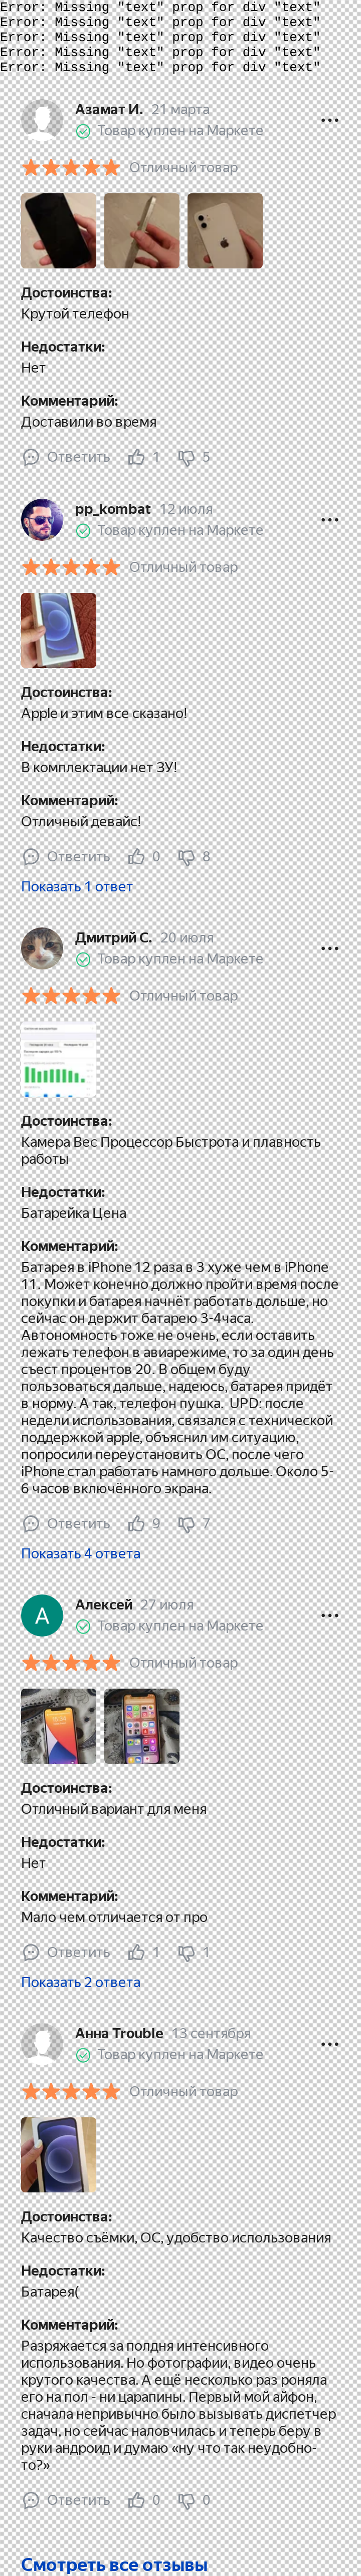 Error: Missing "text" prop for div "text"
Error: Missing "text" prop for div "text"
Error: Missing "text" prop for div "text"
Error: Missing "text" prop for div "text"
Error: Missing "text" prop for div "text"
Азамат И. 21 марта
Товар куплен на Маркете
Отличный товар
Достоинства:
Крутой телефон
Недостатки:
Нет
Комментарий:
Доставили во время
Ответить 1 5
pp_kombat 12 июля
Товар куплен на Маркете
Отличный товар
Достоинства:
Apple и этим все сказано!
Недостатки:
В комплектации нет ЗУ!
Комментарий:
Отличный девайс!
Ответить 0 8
Показать 1 ответ
Дмитрий С. 20 июля
Товар куплен на Маркете
Отличный товар
Достоинства:
Камера Вес Процессор Быстрота и плавность
работы
Недостатки:
Батарейка Цена
Комментарий:
Батарея в iPhone 12 раза в 3 хуже чем в iPhone
11. Может конечно должно пройти время после
покупки и батарея начнёт работать дольше, но
сейчас он держит батарею 3-4часа.
Автономность тоже не очень, если оставить
лежать телефон в авиарежиме, то за один день
съест процентов 20. В общем буду
пользоваться дальше, надеюсь, батарея придёт
в норму. А так, телефон пушка. UPD: после
недели использования, связался с технической
поддержкой apple, объяснил им ситуацию,
попросили переустановить ОС, после чего
iPhone стал работать намного дольше. Около 5-
6 часов включённого экрана.
Ответить 9 7
Показать 4 ответа
А
Алексей 27 июля
Товар куплен на Маркете
Отличный товар
Достоинства:
Отличный вариант для меня
Недостатки:
Нет
Комментарий:
Мало чем отличается от про
Ответить 1 1
Показать 2 ответа
Анна Trouble 13 сентября
Товар куплен на Маркете
Отличный товар
Достоинства:
Качество съёмки, ОС, удобство использования
Недостатки:
Батарея(
Комментарий:
Разряжается за полдня интенсивного
использования. Но фотографии, видео очень
крутого качества. А ещё несколько раз роняла
его на пол - ни царапины. Первый мой айфон,
сначала непривычно было вызывать диспетчер
задач, но сейчас наловчилась и теперь беру в
руки андроид и думаю «ну что так неудобно-
то?»
Ответить 0 0
Смотреть все отзывы